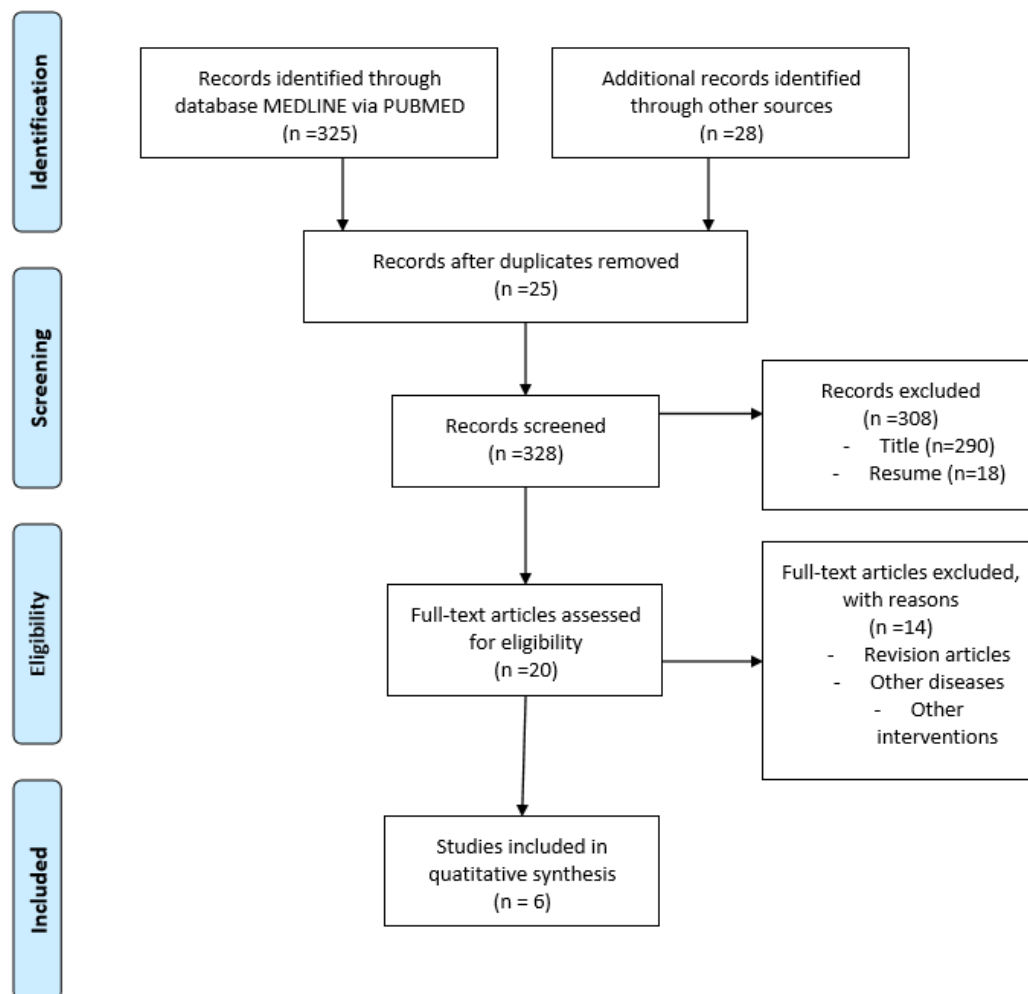 Identification
Records identified through
database MEDLINE via PUBMED
(n =325)
Additional records identified
through other sources
(n =28)
Records after duplicates removed
(n =25)
Screening
Records screened
(n =328)
Records excluded
(n =308)
- Title (n=290)
- Resume (n=18)
Eligibility
Full-text articles assessed
for eligibility
(n =20)
Full-text articles excluded,
with reasons
(n =14)
- Revision articles
- Other diseases
- Other
interventions
Included
Studies included in
quatitative synthesis
(n = 6)